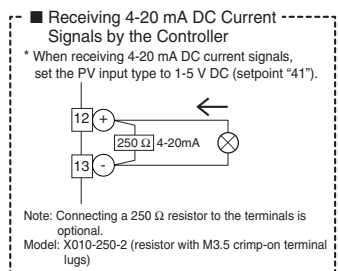 ■ Receiving 4-20 mA DC Current
Signals by the Controller
* When receiving 4-20 mA DC current signals,
set the PV input type to 1-5 V DC (setpoint “41”).
12 +
250 Ω 4-20mA
13 -
Note: Connecting a 250 Ω resistor to the terminals is
optional.
Model: X010-250-2 (resistor with M3.5 crimp-on terminal
lugs)